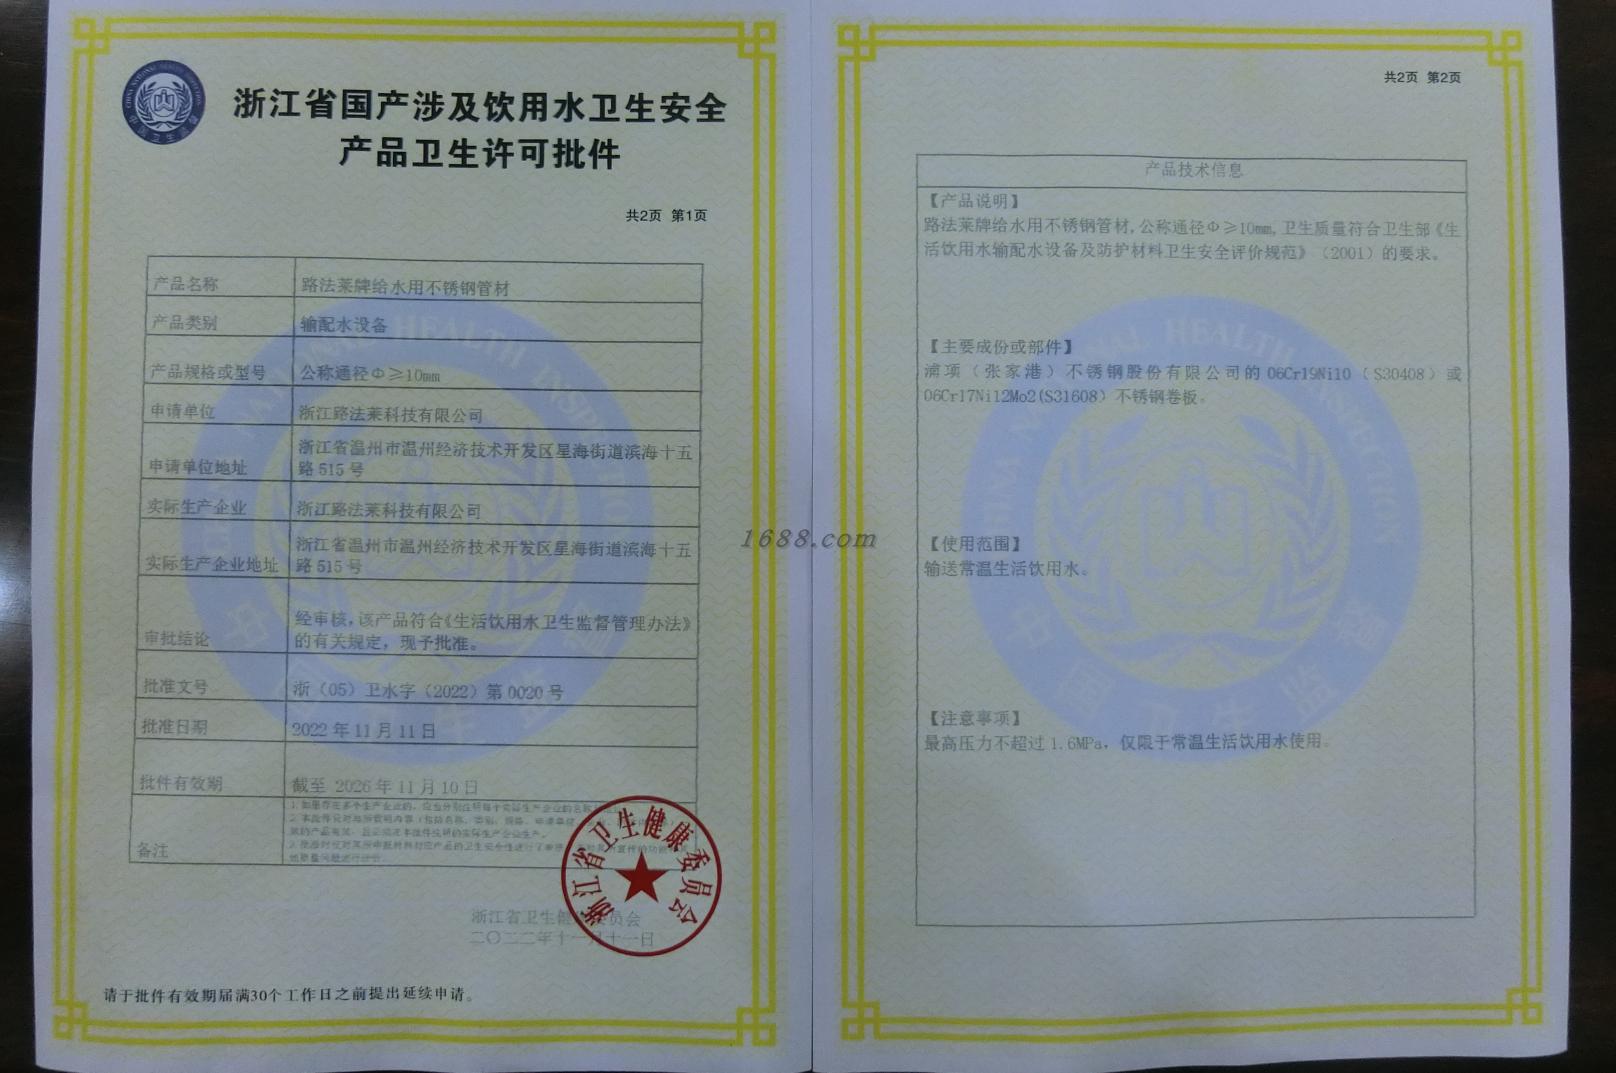 浙江省国产涉及饮用水卫生安全
产品卫生许可批件
共2页 第1页
产品名称 路法莱牌给水用不锈钢管材
产品类别 输配水设备
产品规格或型号 公称通径Φ≥10mm
申请单位 浙江路法莱科技有限公司
申请单位地址 浙江省温州市温州经济技术开发区星海街道滨海十五
路515号
实际生产企业 浙江路法莱科技有限公司
实际生产企业地址 浙江省温州市温州经济技术开发区星海街道滨海十五
路515号
审批结论 经审核,该产品符合《生活饮用水卫生监督管理办法》
的有关规定，现予批准。
批准文号 浙（05）卫水字（2022）第0020号
批准日期 2022年11月11日
批件有效期 截至 2026年11月10日
备注
浙江省卫生健康委员会
二〇二二年十一月十一日
浙江省卫生健康委员会
请于批件有效期届满30个工作日之前提出延续申请。
1688.com
共2页 第2页
产品技术信息
【产品说明】
路法莱牌给水用不锈钢管材,公称通径Φ≥10mm,卫生质量符合卫生部《生
活饮用水输配水设备及防护材料卫生安全评价规范》（2001）的要求。
【主要成份或部件】
浦项（张家港）不锈钢股份有限公司的06Cr19Ni10（S30408）或
06Cr17Ni12Mo2(S31608）不锈钢卷板。
【使用范围】
输送常温生活饮用水。
【注意事项】
最高压力不超过1.6MPa，仅限于常温生活饮用水使用。